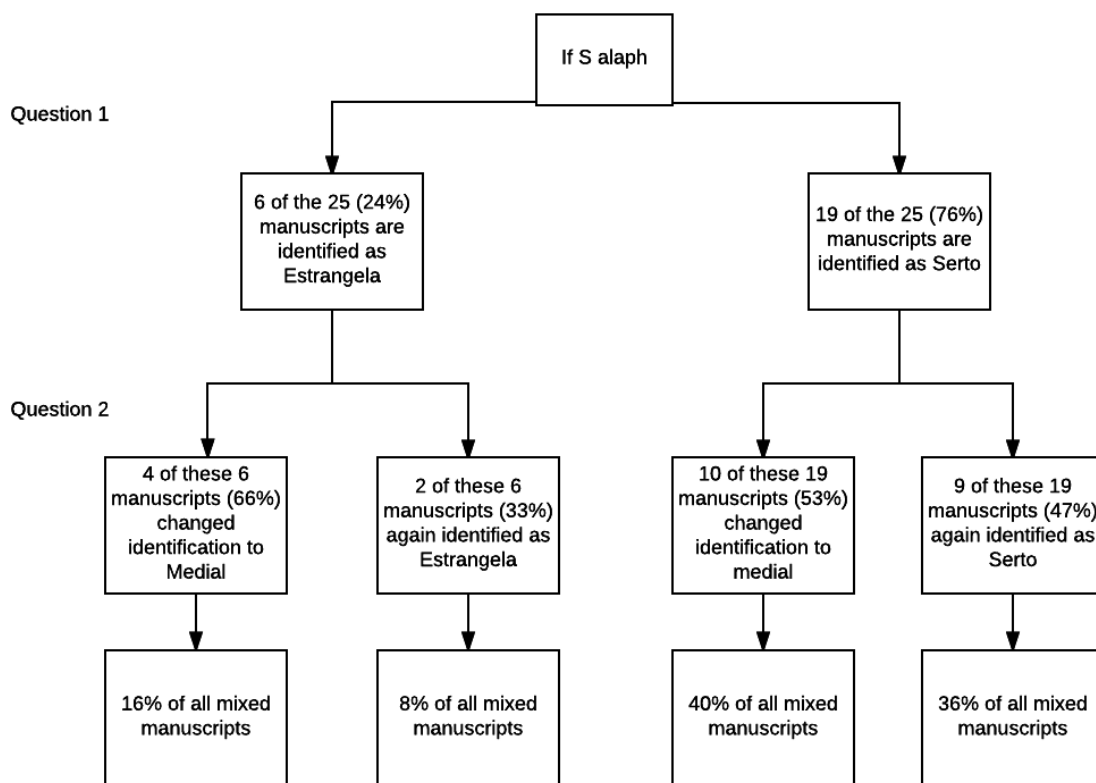 If S alaph
Question 1
6 of the 25 (24%)
manuscripts are
identified as
Estrangela
19 of the 25 (76%)
manuscripts are
identified as Serto
Question 2
4 of these 6
manuscripts (66%)
changed
identification to
Medial
2 of these 6
manuscripts (33%)
again identified as
Estrangela
10 of these 19
manuscripts (53%)
changed
identification to
medial
9 of these 19
manuscripts (47%)
again identified as
Serto
16% of all mixed
manuscripts
8% of all mixed
manuscripts
40% of all mixed
manuscripts
36% of all mixed
manuscripts